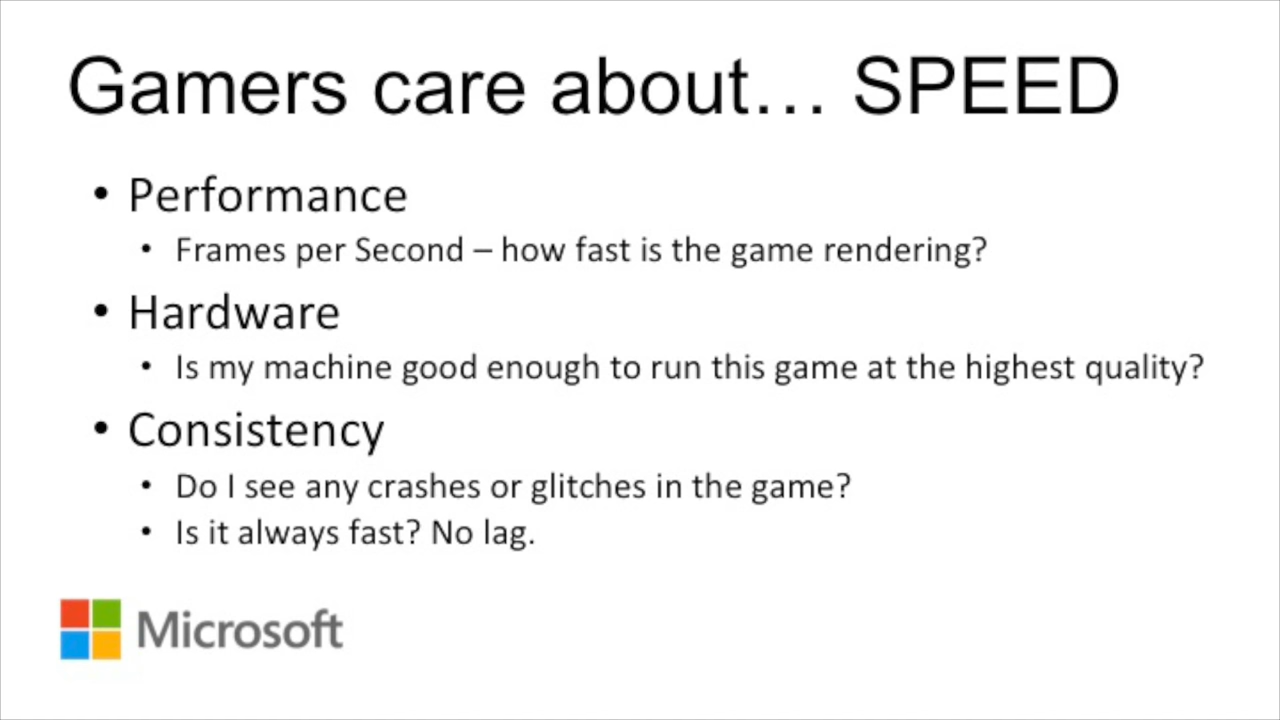 Gamers care about… SPEED
• Performance
• Frames per Second – how fast is the game rendering?
• Hardware
• Is my machine good enough to run this game at the highest quality?
• Consistency
• Do I see any crashes or glitches in the game?
• Is it always fast? No lag.
Microsoft